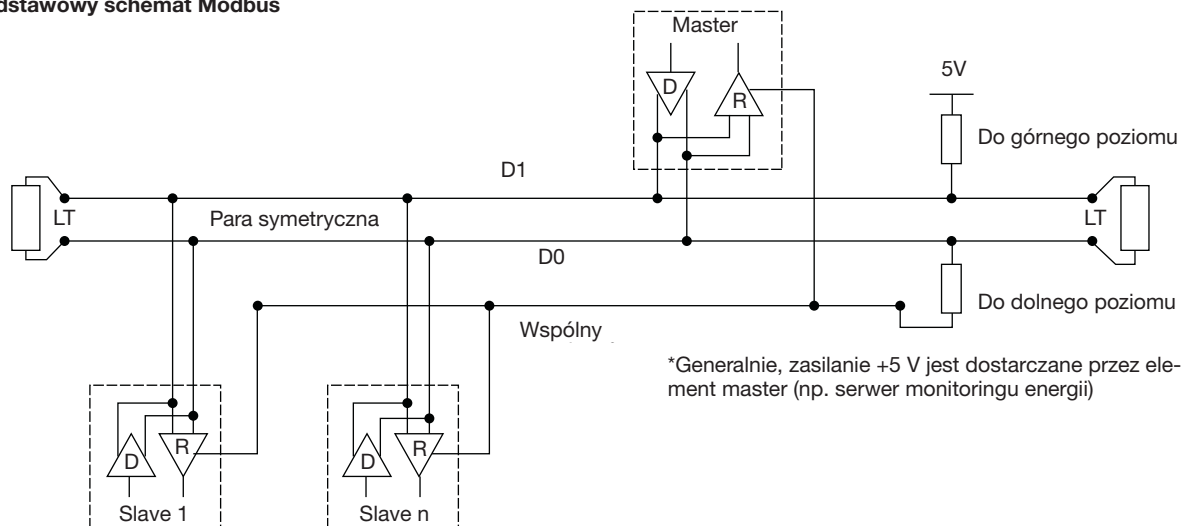 dstawowy schemat Modbus
Master
D
R
5V
Do górnego poziomu
D1
LT
Para symetryczna
LT
D0
Do dolnego poziomu
Wspólny
*Generalnie, zasilanie +5 V jest dostarczane przez ele-
ment master (np. serwer monitoringu energii)
D
R
D
R
Slave 1
Slave n